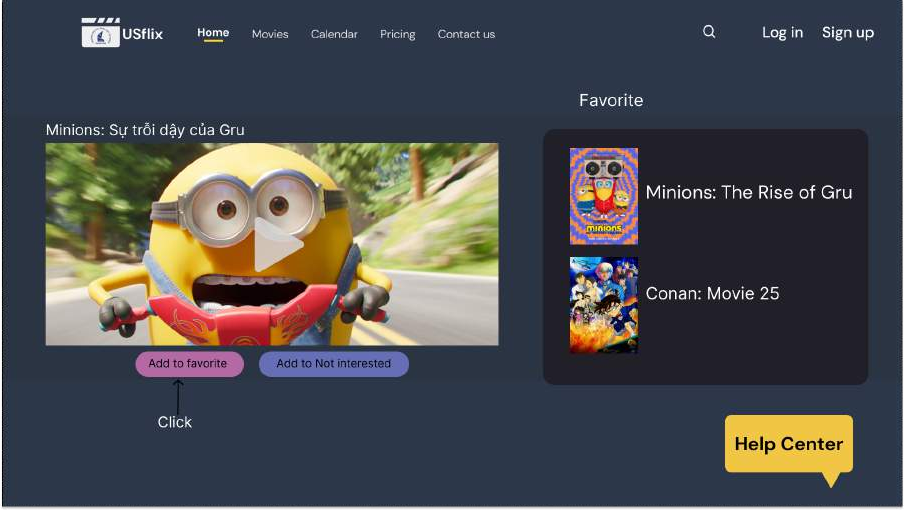 USflix
Home
Movies
Calendar
Pricing
Contact us
Log in
Sign up
Favorite
Minions: Sự trỗi dậy của Gru
minions
Minions: The Rise of Gru
Conan: Movie 25
Add to favorite
Add to Not interested
Click
Help Center